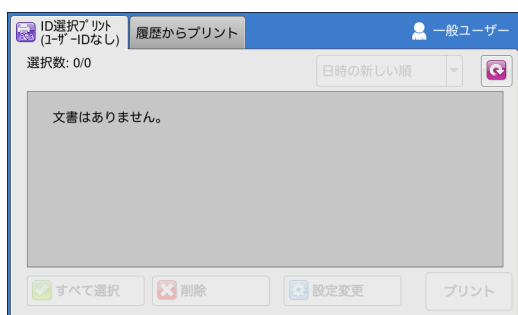 ID選択ﾌﾟﾘﾝﾄ
(ﾕｰｻﾞｰIDなし)
履歴からプリント
一般ユーザー
選択数: 0/0
日時の新しい順
文書はありません。
すべて選択
削除
設定変更
プリント